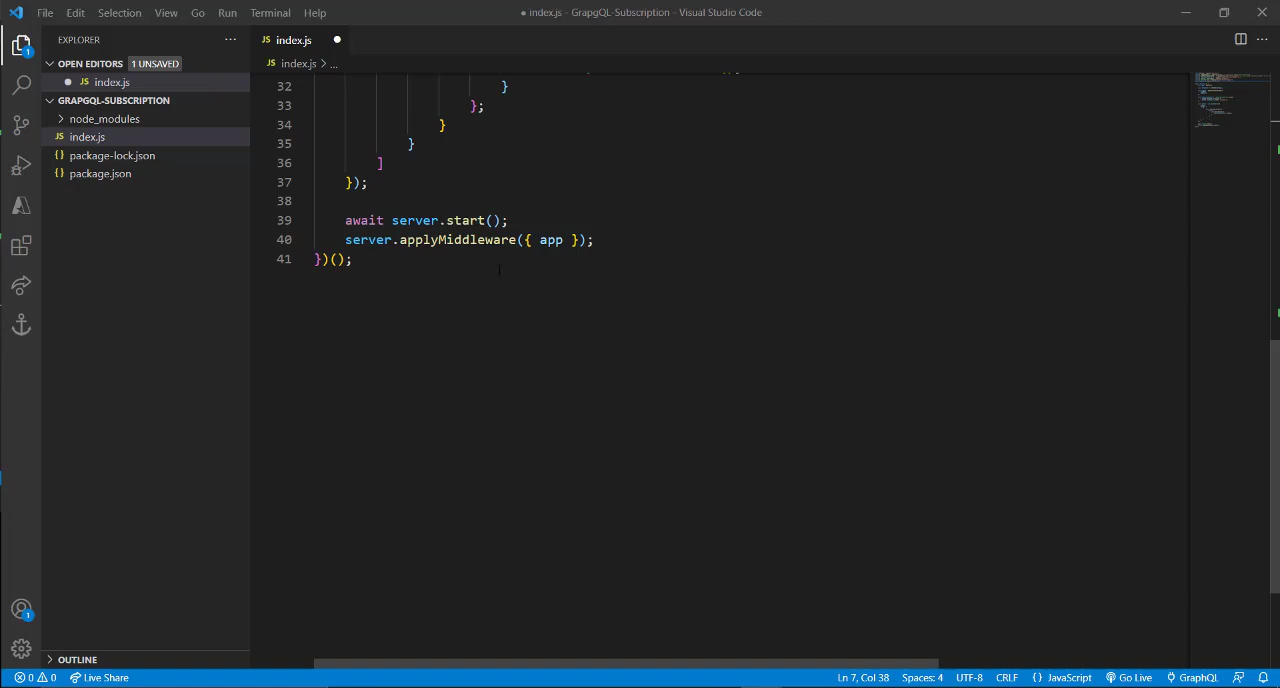 File Edit Selection View Go Run Terminal Help
● index.js - GrapgQL-Subscription - Visual Studio Code
EXPLORER
JS index.js
OPEN EDITORS 1 UNSAVED
JS index.js > ...
JS index.js
GRAPGQL-SUBSCRIPTION
node_modules
JS index.js
{} package-lock.json
{} package.json
32 }
33 };
34 }
35 }
36 ]
37 });
38
39 await server.start();
40 server.applyMiddleware({ app });
41 })();
1
1
OUTLINE
0 0 Live Share
Ln 7, Col 38 Spaces: 4 UTF-8 CRLF {} JavaScript Go Live GraphQL